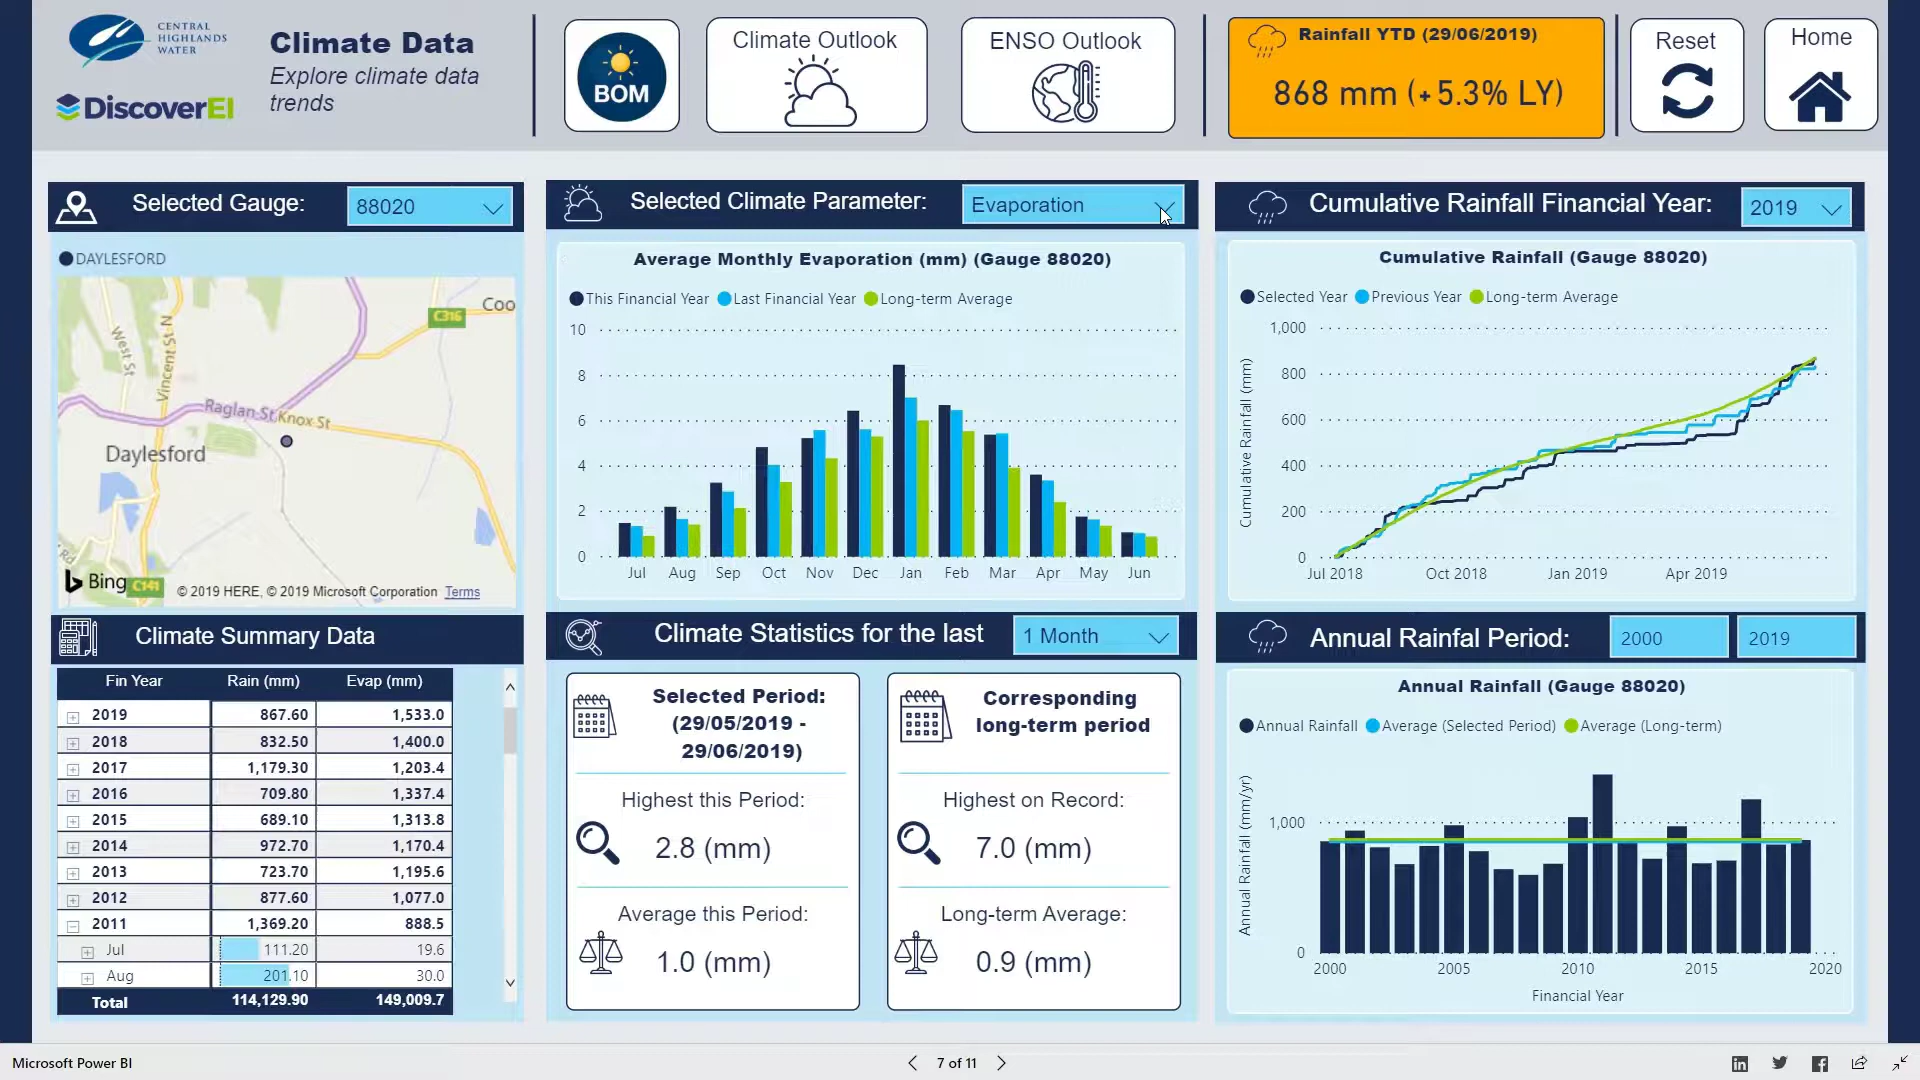 CENTRAL
HIGHLANDS
WATER
DiscoverEI
Climate Data
Explore climate data
trends
BOM
Climate Outlook
ENSO Outlook
Rainfall YTD (29/06/2019)
868 mm (+5.3% LY)
Reset
Home
Selected Gauge:
88020
DAYLESFORD
Coo
C316
West St
Vincent St N
Raglan St
Knox St
Daylesford
Rd
Bing
C141
© 2019 HERE, © 2019 Microsoft Corporation Terms
Selected Climate Parameter:
Evaporation
Average Monthly Evaporation (mm) (Gauge 88020)
This Financial Year Last Financial Year Long-term Average
10
8
6
4
2
0
Jul Aug Sep Oct Nov Dec Jan Feb Mar Apr May Jun
Cumulative Rainfall Financial Year:
2019
Cumulative Rainfall (Gauge 88020)
Selected Year Previous Year Long-term Average
Cumulative Rainfall (mm)
1,000
800
600
400
200
0
Jul 2018 Oct 2018 Jan 2019 Apr 2019
Climate Summary Data
Fin Year Rain (mm) Evap (mm)
2019 867.60 1,533.0
2018 832.50 1,400.0
2017 1,179.30 1,203.4
2016 709.80 1,337.4
2015 689.10 1,313.8
2014 972.70 1,170.4
2013 723.70 1,195.6
2012 877.60 1,077.0
2011 1,369.20 888.5
Jul 111.20 19.6
Aug 201.10 30.0
Total 114,129.90 149,009.7
Climate Statistics for the last
1 Month
Selected Period:
(29/05/2019 -
29/06/2019)
Highest this Period:
2.8 (mm)
Average this Period:
1.0 (mm)
Corresponding
long-term period
Highest on Record:
7.0 (mm)
Long-term Average:
0.9 (mm)
Annual Rainfal Period:
2000
2019
Annual Rainfall (Gauge 88020)
Annual Rainfall Average (Selected Period) Average (Long-term)
Annual Rainfall (mm/yr)
1,000
0
2000 2005 2010 2015 2020
Financial Year
Microsoft Power BI
7 of 11